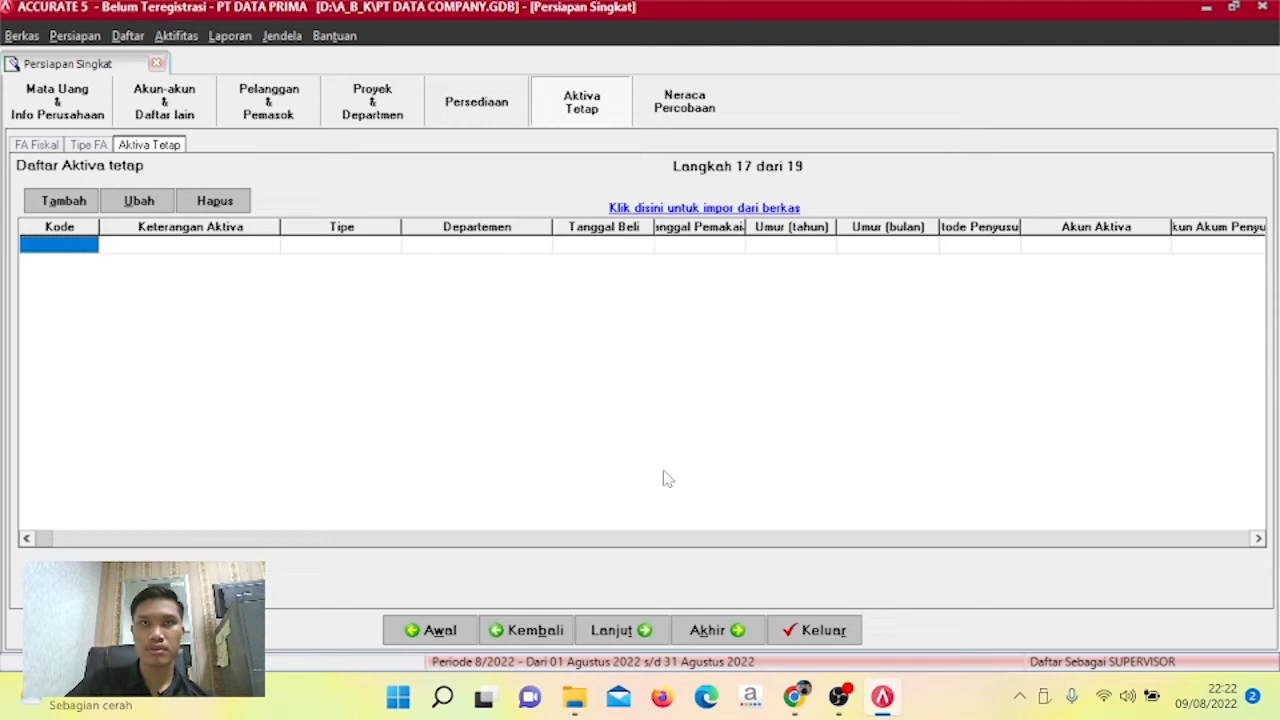 ACCURATE 5 - Belum Teregistrasi - PT DATA PRIMA [D:\A_B_K\PT DATA COMPANY.GDB] - [Persiapan Singkat]
Berkas Persiapan Daftar Aktifitas Laporan Jendela Bantuan
Persiapan Singkat
Mata Uang & Info Perusahaan
Akun-akun & Daftar lain
Pelanggan & Pemasok
Proyek & Departmen
Persediaan
Aktiva Tetap
Neraca Percobaan
FA Fiskal Tipe FA Aktiva Tetap
Daftar Aktiva tetap Langkah 17 dari 19
Tambah Ubah Hapus
Klik disini untuk impor dari berkas
Kode Keterangan Aktiva Tipe Departemen Tanggal Beli anggal Pemakai Umur (tahun) Umur (bulan) tode Penyusu Akun Aktiva kun Akum Penyu
Awal Kembali Lanjut Akhir Keluar
Periode 8/2022 - Dari 01 Agustus 2022 s/d 31 Agustus 2022 Daftar Sebagai SUPERVISOR
Sebagian cerah
a
22:22
09/08/2022
2